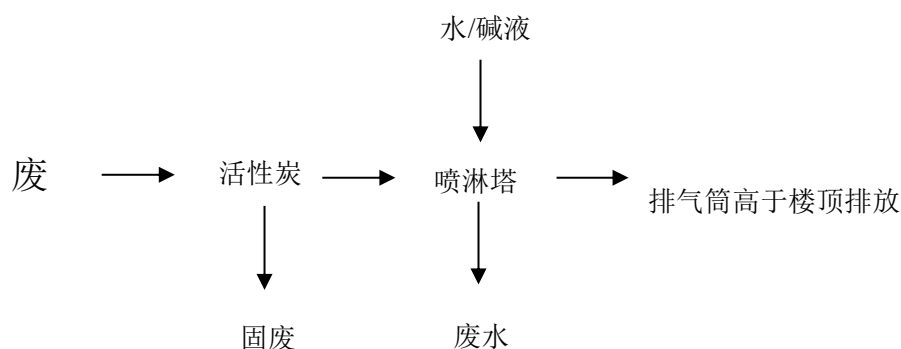 水/碱液
废
活性炭
喷淋塔
排气筒高于楼顶排放
固废
废水